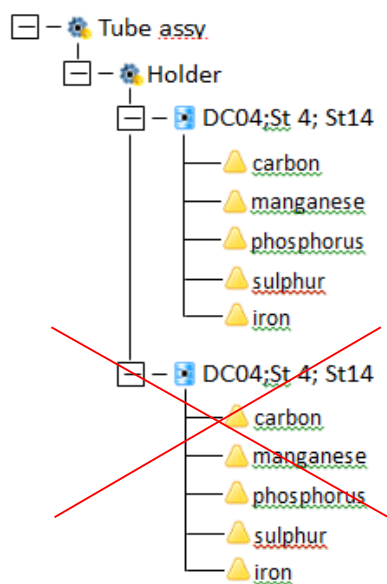 Tube assy
Holder
DC04;St 4; St14
carbon
manganese
phosphorus
sulphur
iron
DC04;St 4; St14
carbon
manganese
phosphorus
sulphur
iron